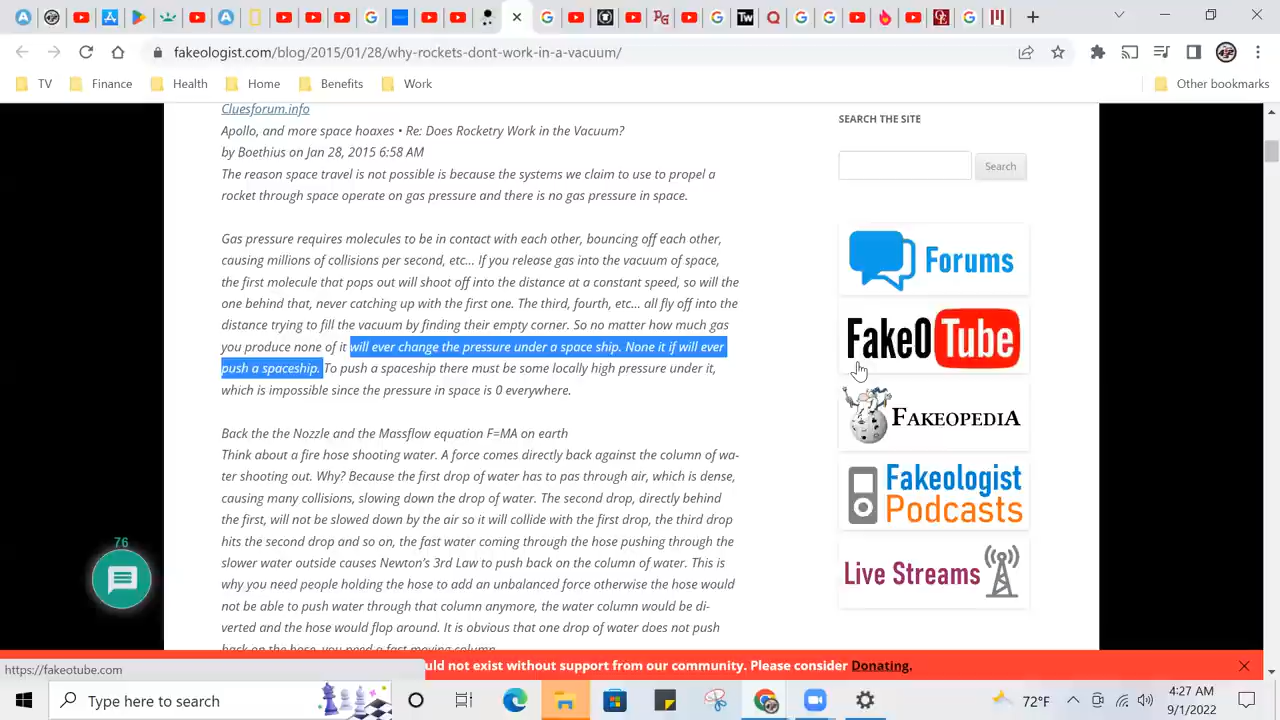 fakeologist.com/blog/2015/01/28/why-rockets-dont-work-in-a-vacuum/
TV Finance Health Home Benefits Work Other bookmarks
Cluesforum.info
Apollo, and more space hoaxes • Re: Does Rocketry Work in the Vacuum?
by Boethius on Jan 28, 2015 6:58 AM
The reason space travel is not possible is because the systems we claim to use to propel a
rocket through space operate on gas pressure and there is no gas pressure in space.
Gas pressure requires molecules to be in contact with each other, bouncing off each other,
causing millions of collisions per second, etc... If you release gas into the vacuum of space,
the first molecule that pops out will shoot off into the distance at a constant speed, so will the
one behind that, never catching up with the first one. The third, fourth, etc... all fly off into the
distance trying to fill the vacuum by finding their empty corner. So no matter how much gas
you produce none of it will ever change the pressure under a space ship. None it if will ever
push a spaceship. To push a spaceship there must be some locally high pressure under it,
which is impossible since the pressure in space is 0 everywhere.
Back the the Nozzle and the Massflow equation F=MA on earth
Think about a fire hose shooting water. A force comes directly back against the column of wa-
ter shooting out. Why? Because the first drop of water has to pas through air, which is dense,
causing many collisions, slowing down the drop of water. The second drop, directly behind
the first, will not be slowed down by the air so it will collide with the first drop, the third drop
hits the second drop and so on, the fast water coming through the hose pushing through the
slower water outside causes Newton's 3rd Law to push back on the column of water. This is
why you need people holding the hose to add an unbalanced force otherwise the hose would
not be able to push water through that column anymore, the water column would be di-
verted and the hose would flop around. It is obvious that one drop of water does not push
back on the hose, you need a fast moving column
SEARCH THE SITE
Search
Forums
FakeOTube
FAKEOPEDIA
Fakeologist
Podcasts
Live Streams
76
https://fakeotube.com
uld not exist without support from our community. Please consider Donating.
Type here to search
72°F
4:27 AM
9/1/2022